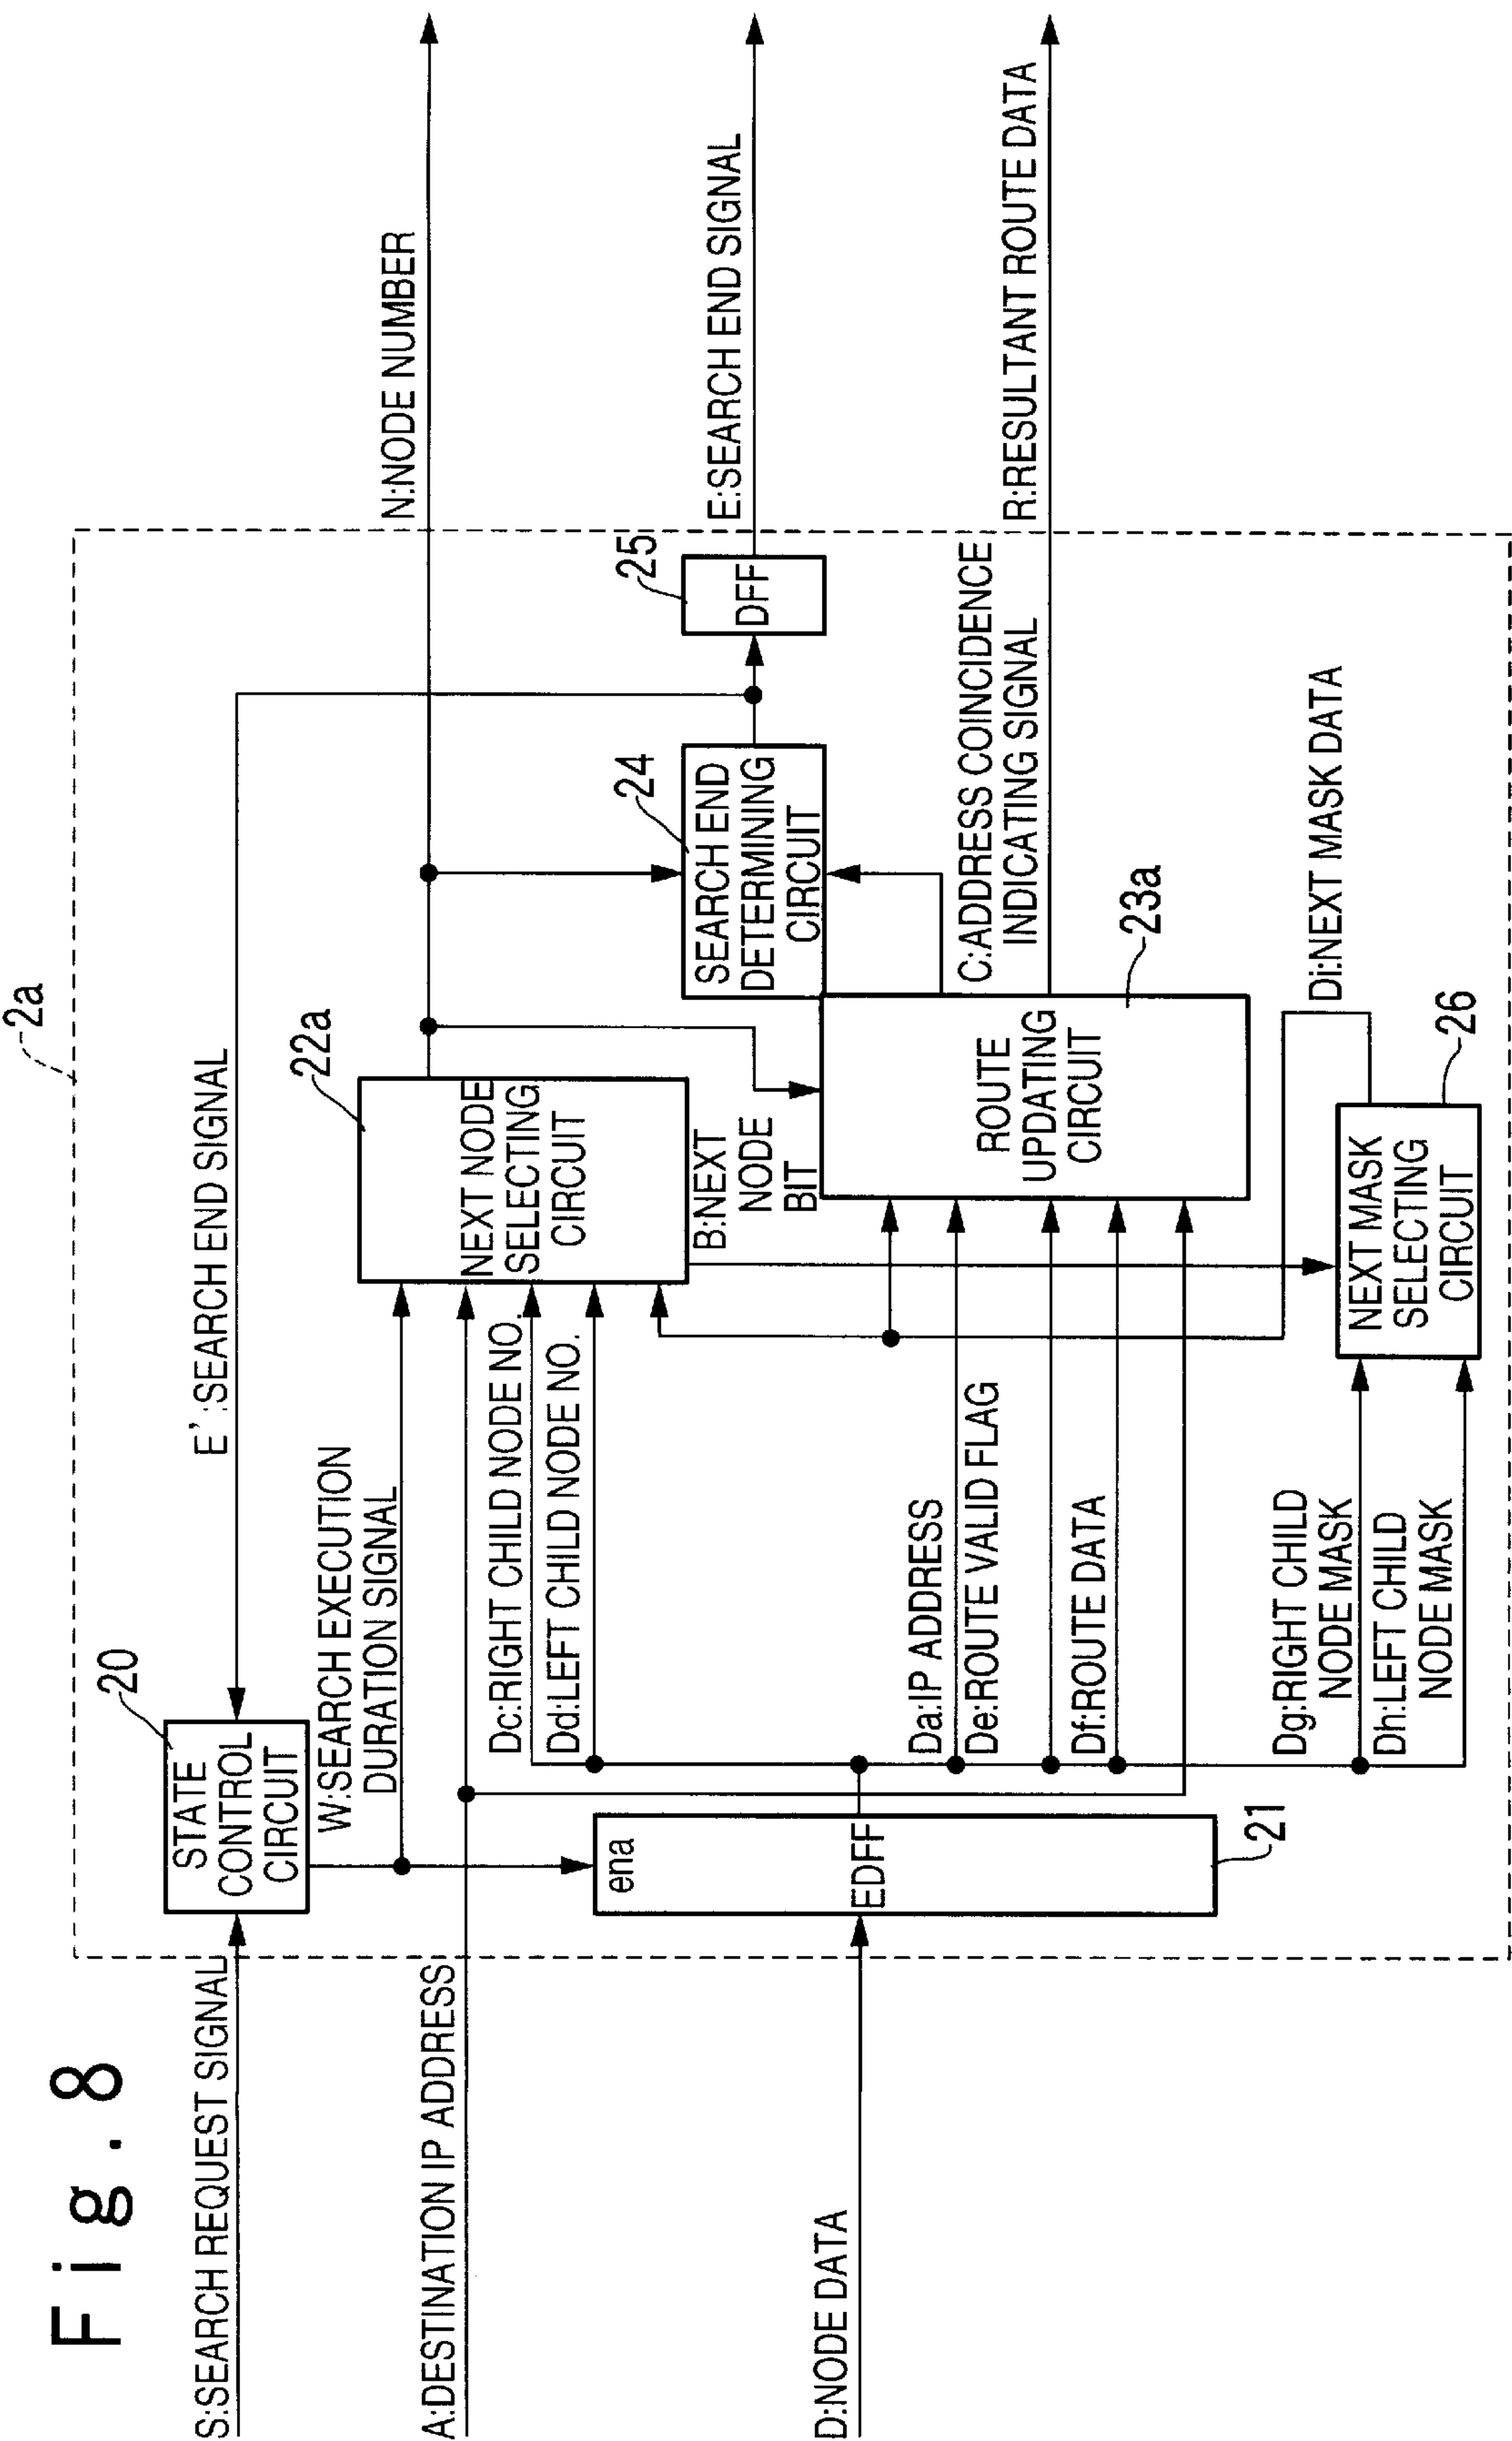 Fig. 8
2a
S:SEARCH REQUEST SIGNAL
20
STATE
CONTROL
CIRCUIT
E':SEARCH END SIGNAL
W:SEARCH EXECUTION
DURATION SIGNAL
A:DESTINATION IP ADDRESS
22a
NEXT NODE
SELECTING
CIRCUIT
N:NODE NUMBER
Dc:RIGHT CHILD NODE NO.
Dd:LEFT CHILD NODE NO.
B:NEXT
NODE
BIT
24
SEARCH END
DETERMINING
CIRCUIT
25
DFF
E:SEARCH END SIGNAL
D:NODE DATA
ena
EDFF
21
Da:IP ADDRESS
De:ROUTE VALID FLAG
Df:ROUTE DATA
ROUTE
UPDATING
CIRCUIT
23a
C:ADDRESS COINCIDENCE
INDICATING SIGNAL
R:RESULTANT ROUTE DATA
Dg:RIGHT CHILD
NODE MASK
Dh:LEFT CHILD
NODE MASK
NEXT MASK
SELECTING
CIRCUIT
26
Di:NEXT MASK DATA